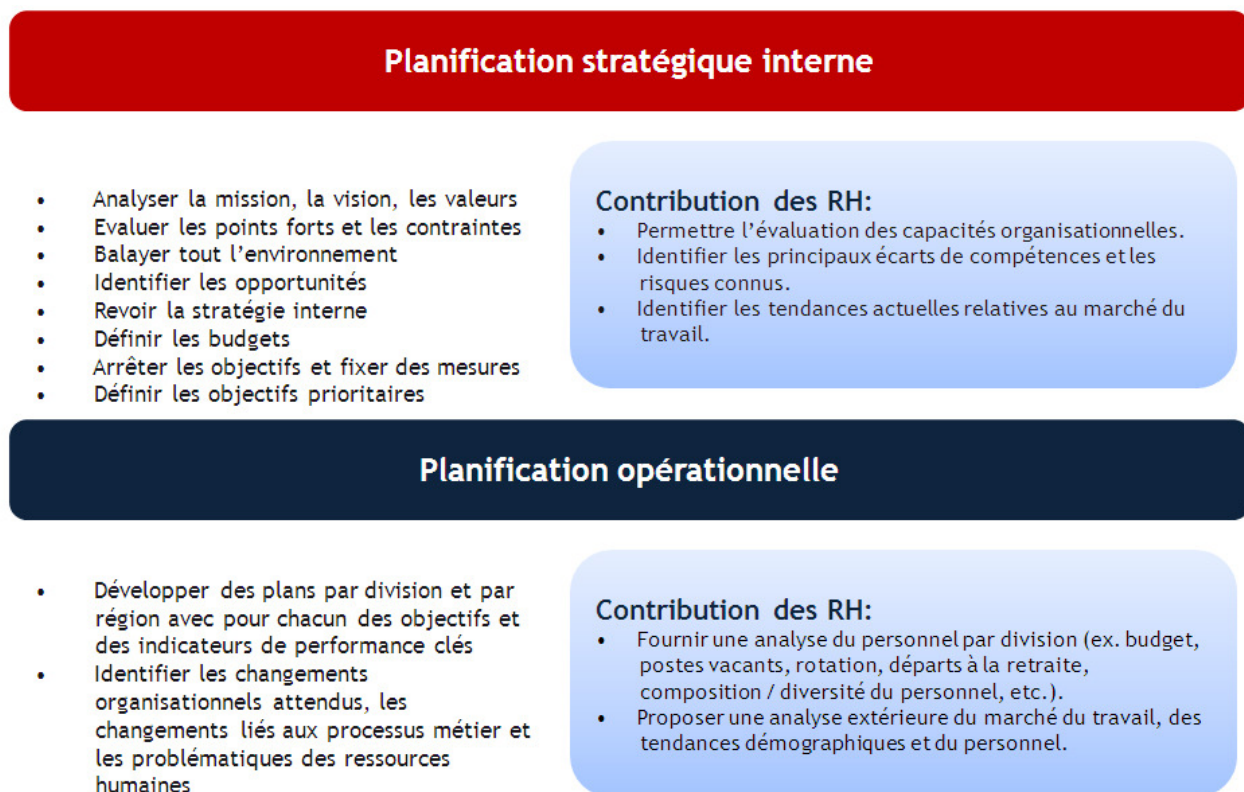 Planification stratégique interne
• Analyser la mission, la vision, les valeurs
• Evaluer les points forts et les contraintes
• Balayer tout l'environnement
• Identifier les opportunités
• Revoir la stratégie interne
• Définir les budgets
• Arrêter les objectifs et fixer des mesures
• Définir les objectifs prioritaires
Contribution des RH:
• Permettre l’évaluation des capacités organisationnelles.
• Identifier les principaux écarts de compétences et les
risques connus.
• Identifier les tendances actuelles relatives au marché du
travail.
Planification opérationnelle
• Développer des plans par division et par
région avec pour chacun des objectifs et
des indicateurs de performance clés
• Identifier les changements
organisationnels attendus, les
changements liés aux processus métier et
les problématiques des ressources
humaines
Contribution des RH:
• Fournir une analyse du personnel par division (ex. budget,
postes vacants, rotation, départs à la retraite,
composition / diversité du personnel, etc.).
• Proposer une analyse extérieure du marché du travail, des
tendances démographiques et du personnel.